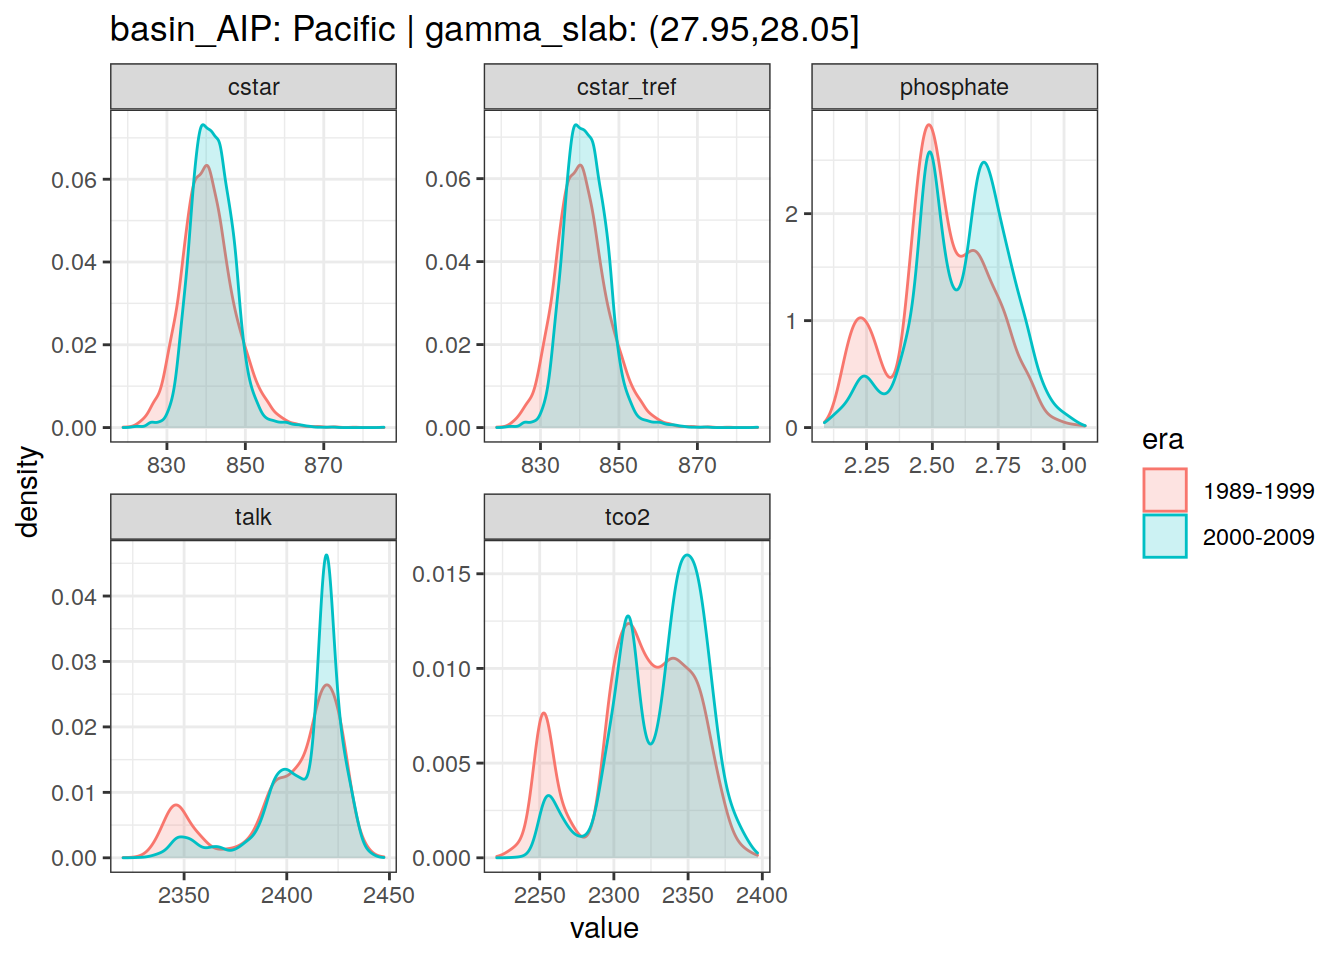 basin_AIP: Pacific | gamma_slab: (27.95,28.05]
cstar
cstar_tref
phosphate
0.06
0.04
0.02
0.00
830 850 870
0.06
0.04
0.02
0.00
830 850 870
2
1
0
2.25 2.50 2.75 3.00
density
talk
tco2
0.04
0.03
0.02
0.01
0.00
2350 2400 2450
0.015
0.010
0.005
0.000
2250 2300 2350 2400
value
era
1989-1999
2000-2009